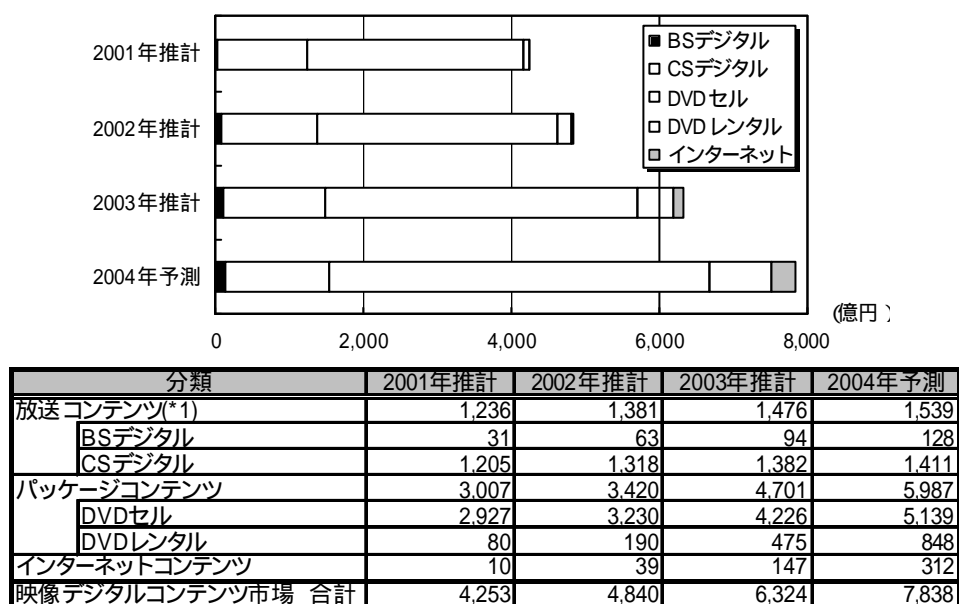 BSデジタル
CSデジタル
DVDセル
DVDレンタル
インターネット
2001年推計
2002年推計
2003年推計
2004年予測
(億円)
0 2,000 4,000 6,000 8,000
分類 2001年推計 2002年推計 2003年推計 2004年予測
放送コンテンツ(*1) 1,236 1,381 1,476 1,539
BSデジタル 31 63 94 128
CSデジタル 1,205 1,318 1,382 1,411
パッケージコンテンツ 3,007 3,420 4,701 5,987
DVDセル 2,927 3,230 4,226 5,139
DVDレンタル 80 190 475 848
インターネットコンテンツ 10 39 147 312
映像デジタルコンテンツ市場 合計 4,253 4,840 6,324 7,838